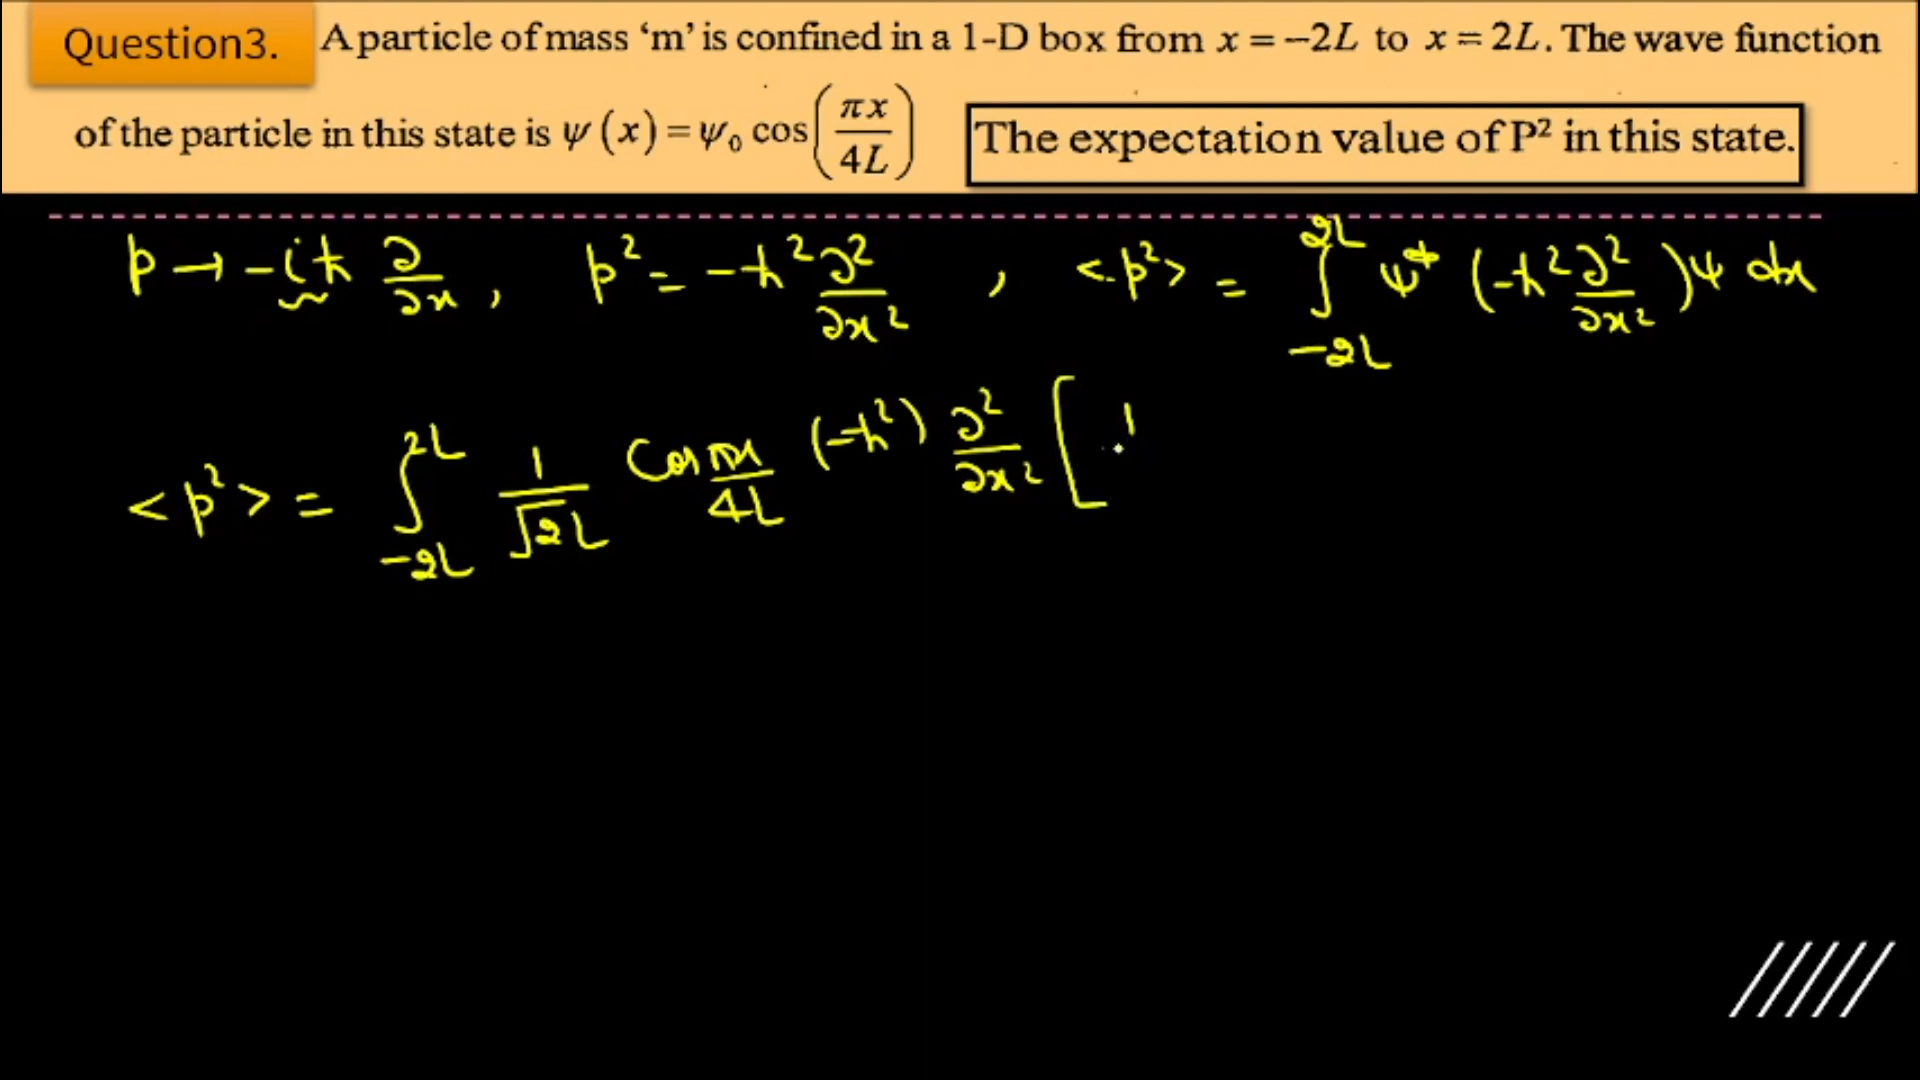 Question3. A particle of mass ‘m’ is confined in a 1-D box from x = −2L to x = 2L. The wave function
of the particle in this state is ψ (x) = ψ₀ cos(πx/4L) The expectation value of P² in this state.
p → -iħ ∂/∂x , p² = -ħ² ∂²/∂x² , <p²> = ∫_{-2L}^{2L} ψ* (-ħ² ∂²/∂x²) ψ dx
<p²> = ∫_{-2L}^{2L} 1/√2L Cos πx/4L (-ħ²) ∂²/∂x² [ 1